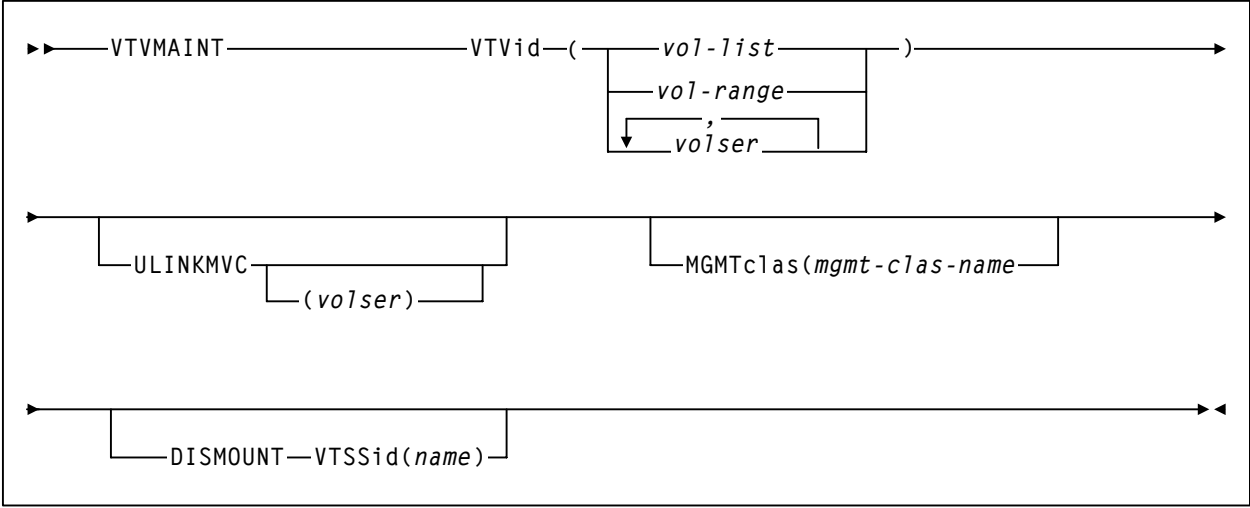 VTVMAINT VTVid ( vol-list )
vol-range
,
volser
ULINKMVC MGMTclas(mgmt-clas-name
(volser)
DISMOUNT VTSSid(name)